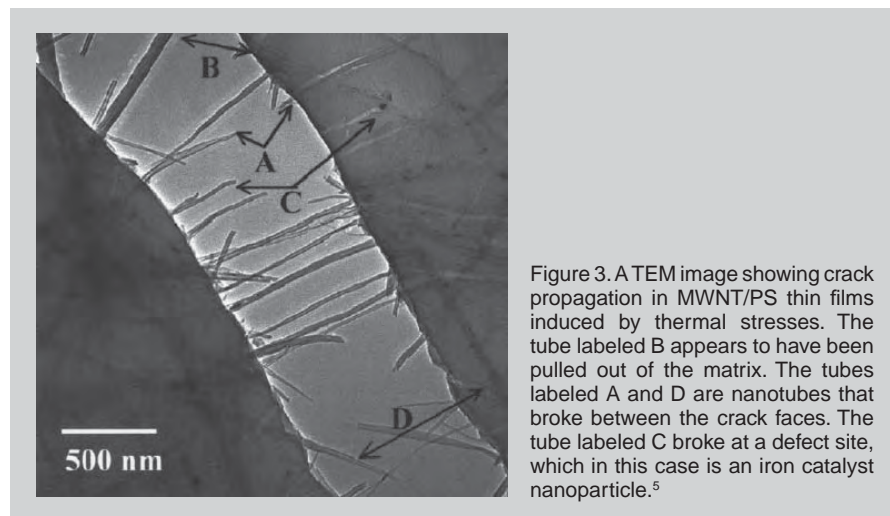 B
A
C
D
500 nm
Figure 3. A TEM image showing crack
propagation in MWNT/PS thin films
induced by thermal stresses. The
tube labeled B appears to have been
pulled out of the matrix. The tubes
labeled A and D are nanotubes that
broke between the crack faces. The
tube labeled C broke at a defect site,
which in this case is an iron catalyst
nanoparticle.⁵